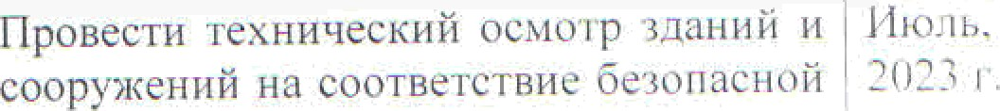 Провести технический осмотр зданий и
сооружений на соответствие безопасной
Июль,
2023 г.